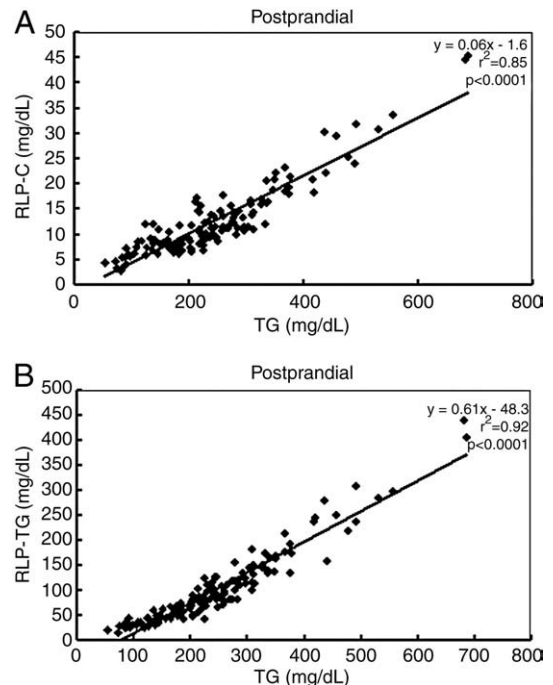 A
Postprandial
y = 0.06x - 1.6
r2=0.85
p<0.0001
RLP-C (mg/dL)
50
45
40
35
30
25
20
15
10
5
0
0 200 400 600 800
TG (mg/dL)
B
Postprandial
y = 0.61x - 48.3
r2=0.92
p<0.0001
RLP-TG (mg/dL)
500
450
400
350
300
250
200
150
100
50
0
0 100 200 300 400 500 600 700 800
TG (mg/dL)